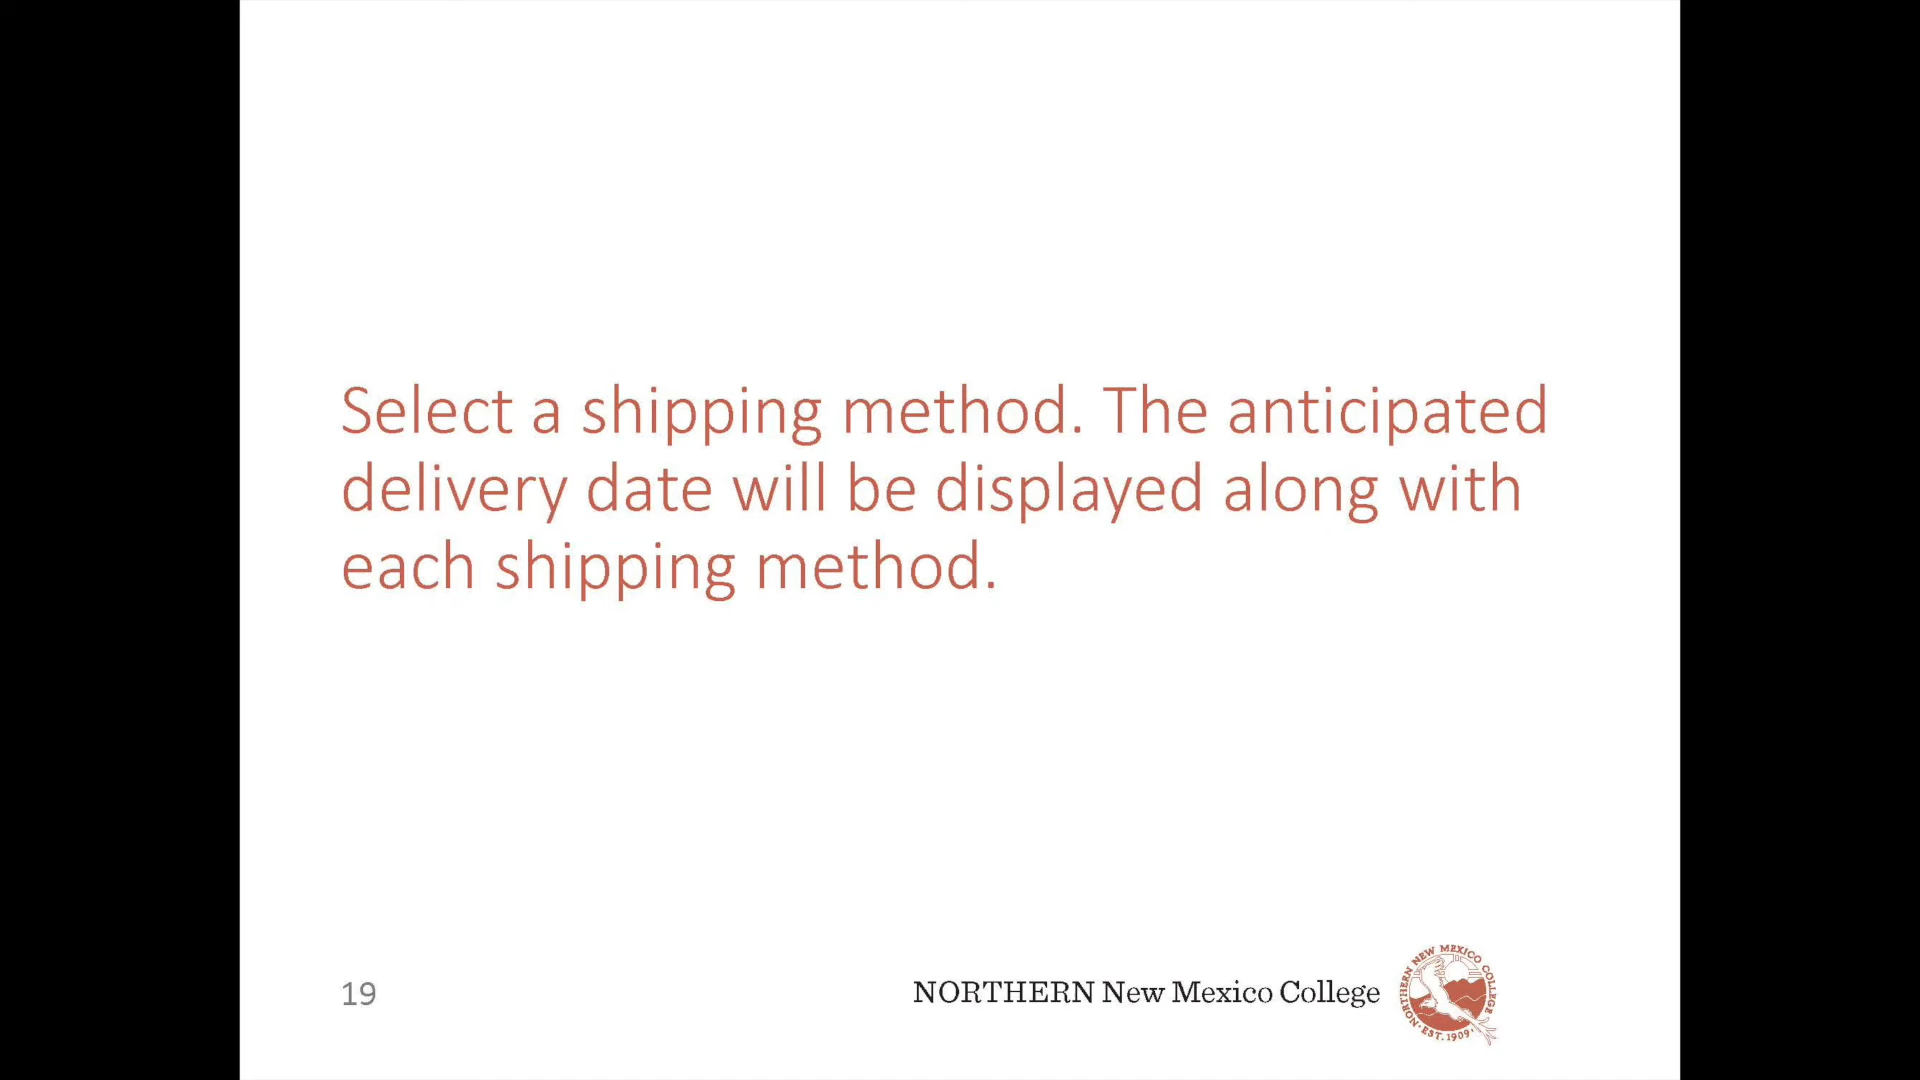 Select a shipping method. The anticipated
delivery date will be displayed along with
each shipping method.
19
NORTHERN New Mexico College
NORTHERN NEW MEXICO COLLEGE
• EST. 1909 •